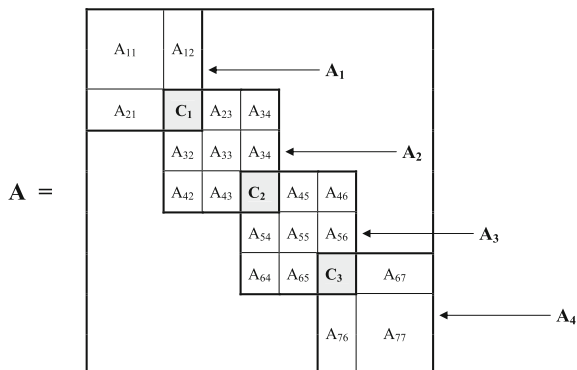 A₁₁ A₁₂
A₁
A₂₁ C₁ A₂₃ A₃₄
A₃₂ A₃₃ A₃₄
A₂
A = A₄₂ A₄₃ C₂ A₄₅ A₄₆
A₅₄ A₅₅ A₅₆
A₃
A₆₄ A₆₅ C₃ A₆₇
A₄
A₇₆ A₇₇